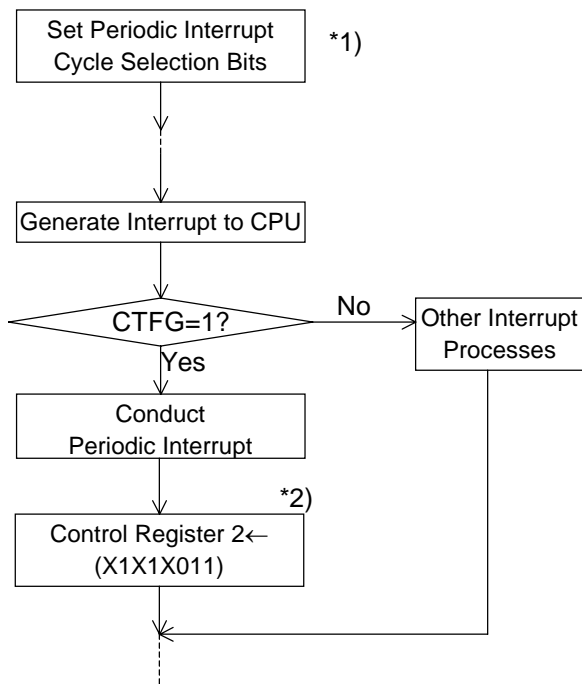 Set Periodic Interrupt
Cycle Selection Bits
*1)
Generate Interrupt to CPU
CTFG=1?
No
Other Interrupt
Processes
Yes
Conduct
Periodic Interrupt
*2)
Control Register 2←
(X1X1X011)